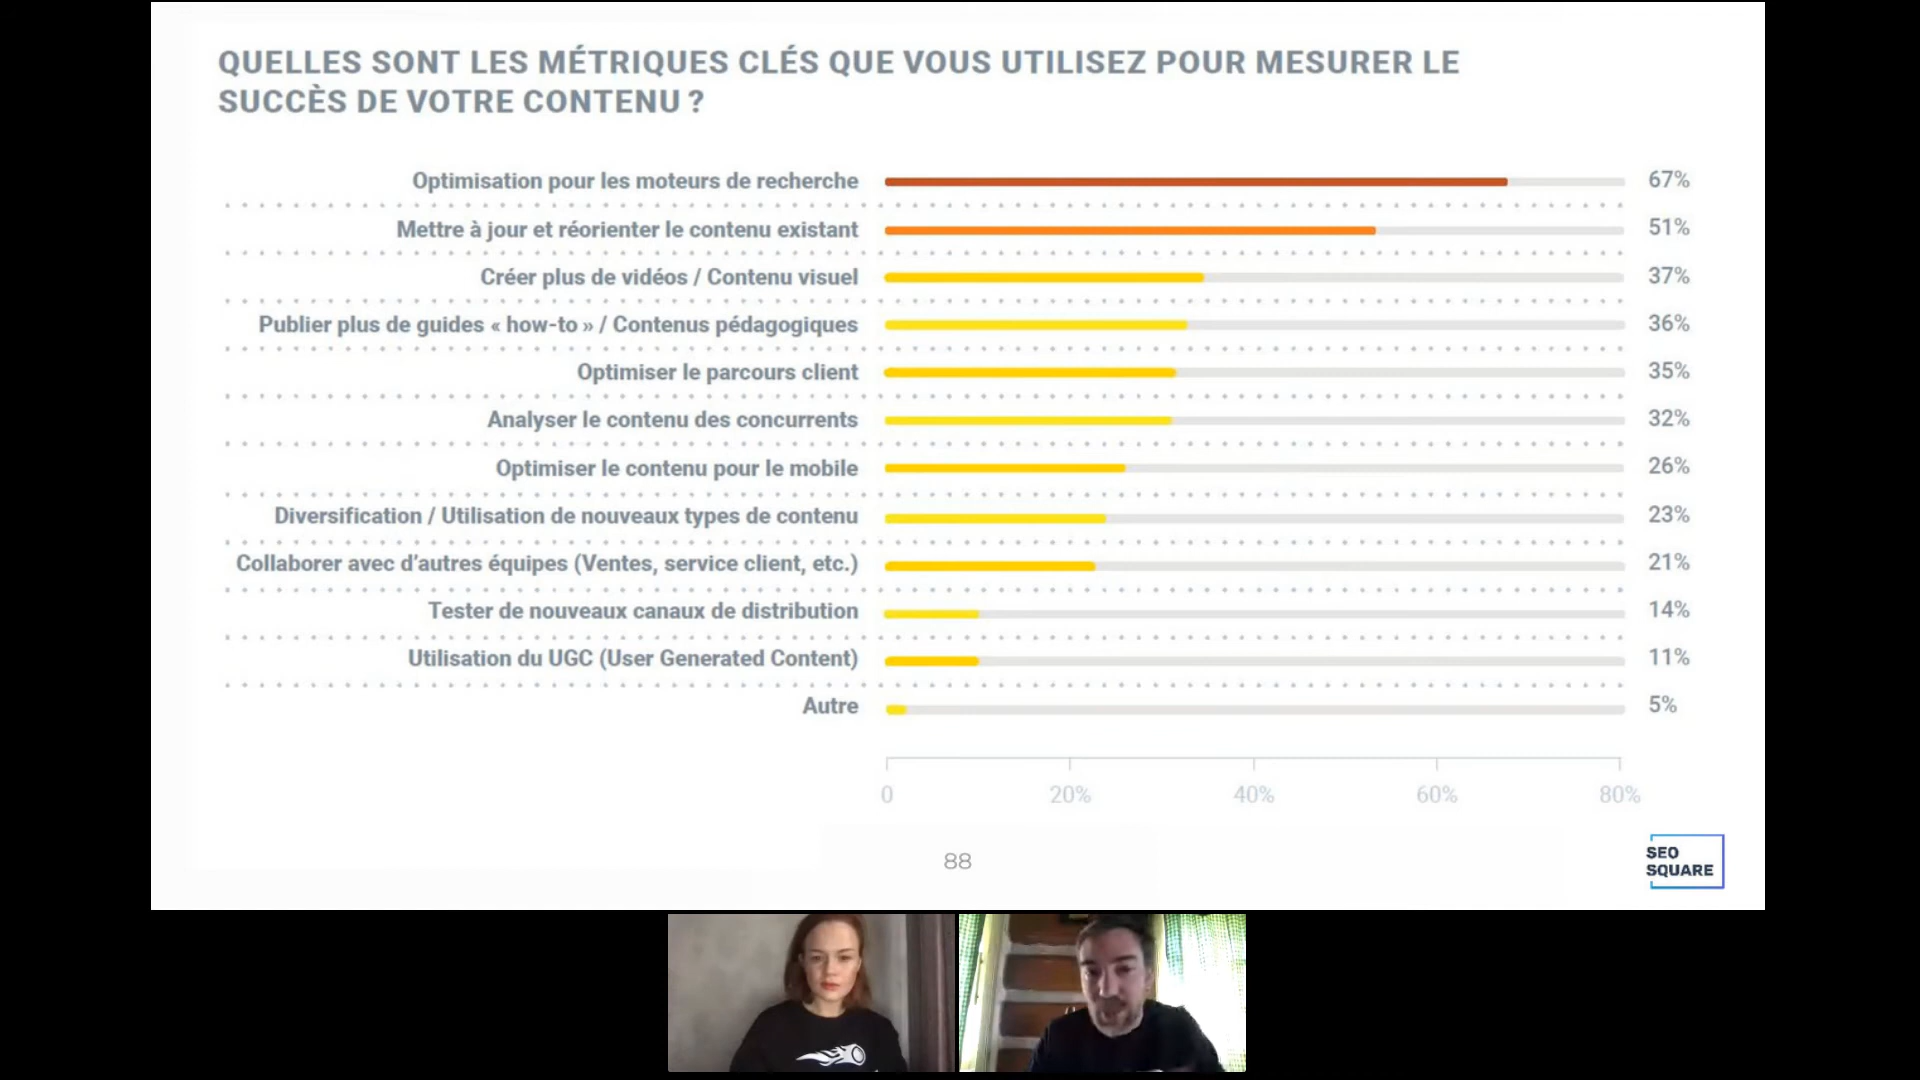 QUELLES SONT LES MÉTRIQUES CLÉS QUE VOUS UTILISEZ POUR MESURER LE
SUCCÈS DE VOTRE CONTENU ?
Optimisation pour les moteurs de recherche 67%
Mettre à jour et réorienter le contenu existant 51%
Créer plus de vidéos / Contenu visuel 37%
Publier plus de guides « how-to » / Contenus pédagogiques 36%
Optimiser le parcours client 35%
Analyser le contenu des concurrents 32%
Optimiser le contenu pour le mobile 26%
Diversification / Utilisation de nouveaux types de contenu 23%
Collaborer avec d’autres équipes (Ventes, service client, etc.) 21%
Tester de nouveaux canaux de distribution 14%
Utilisation du UGC (User Generated Content) 11%
Autre 5%
0 20% 40% 60% 80%
88
SEO
SQUARE